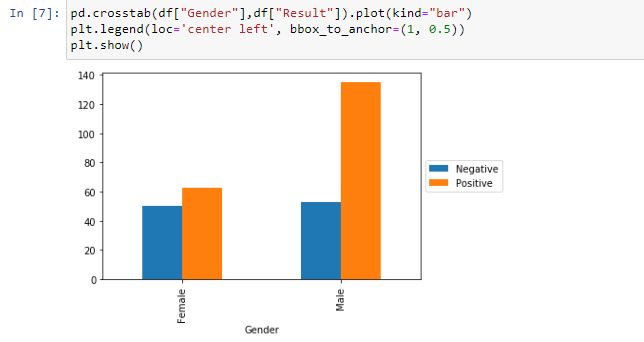 In [7]: pd.crosstab(df["Gender"],df["Result"]).plot(kind="bar")
plt.legend(loc='center left', bbox_to_anchor=(1, 0.5))
plt.show()
140
120
100
80
60
40
20
0
Negative
Positive
Female
Male
Gender